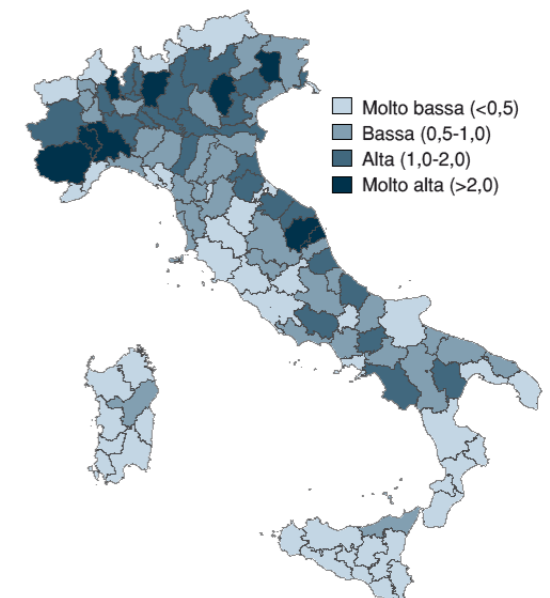 Molto bassa (<0,5)
Bassa (0,5-1,0)
Alta (1,0-2,0)
Molto alta (>2,0)